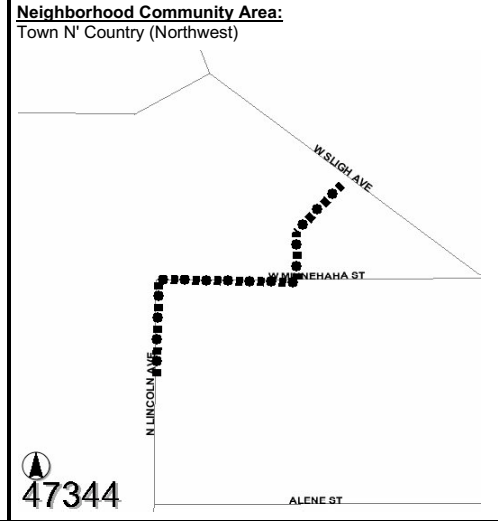 Neighborhood Community Area:
Town N' Country (Northwest)
W SLIGH AVE
W MINNEHAHA ST
N LINCOLN AVE
47344
ALENE ST